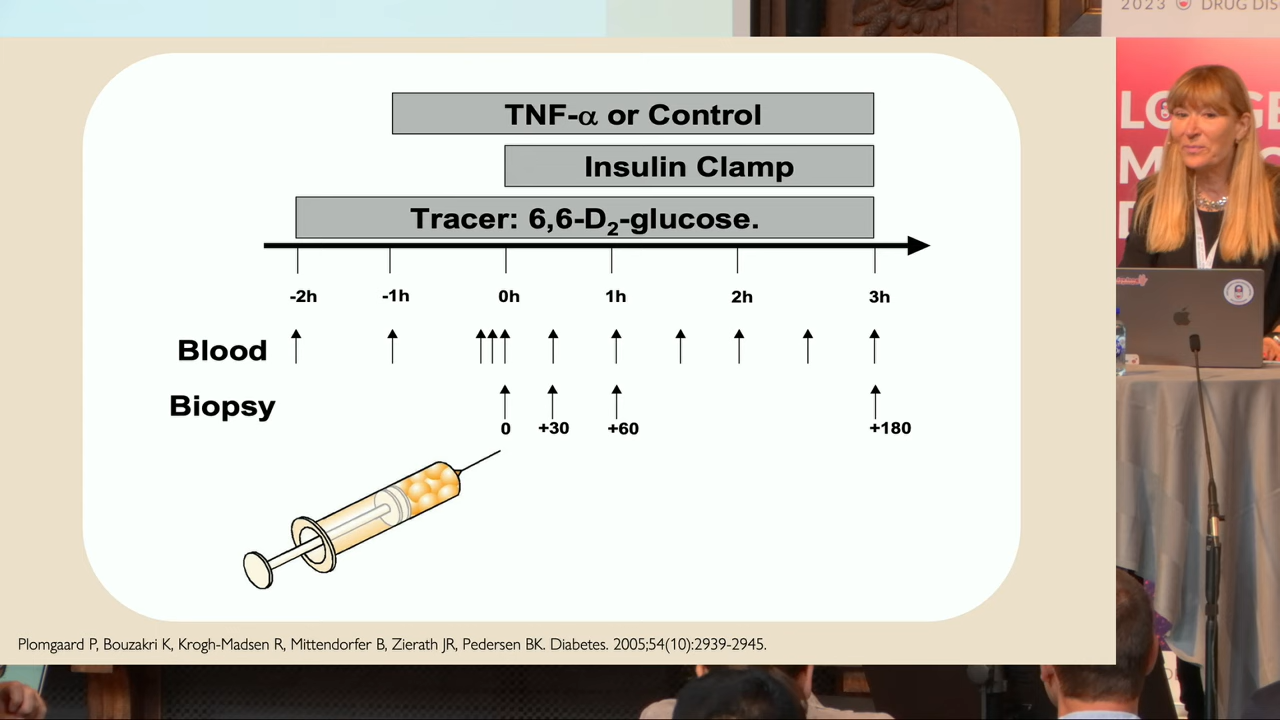 2023 DRUG DIS
TNF-α or Control
Insulin Clamp
Tracer: 6,6-D₂-glucose.
-2h -1h 0h 1h 2h 3h
Blood
Biopsy
0 +30 +60 +180
Plomgaard P, Bouzakri K, Krogh-Madsen R, Mittendorfer B, Zierath JR, Pedersen BK. Diabetes. 2005;54(10):2939-2945.